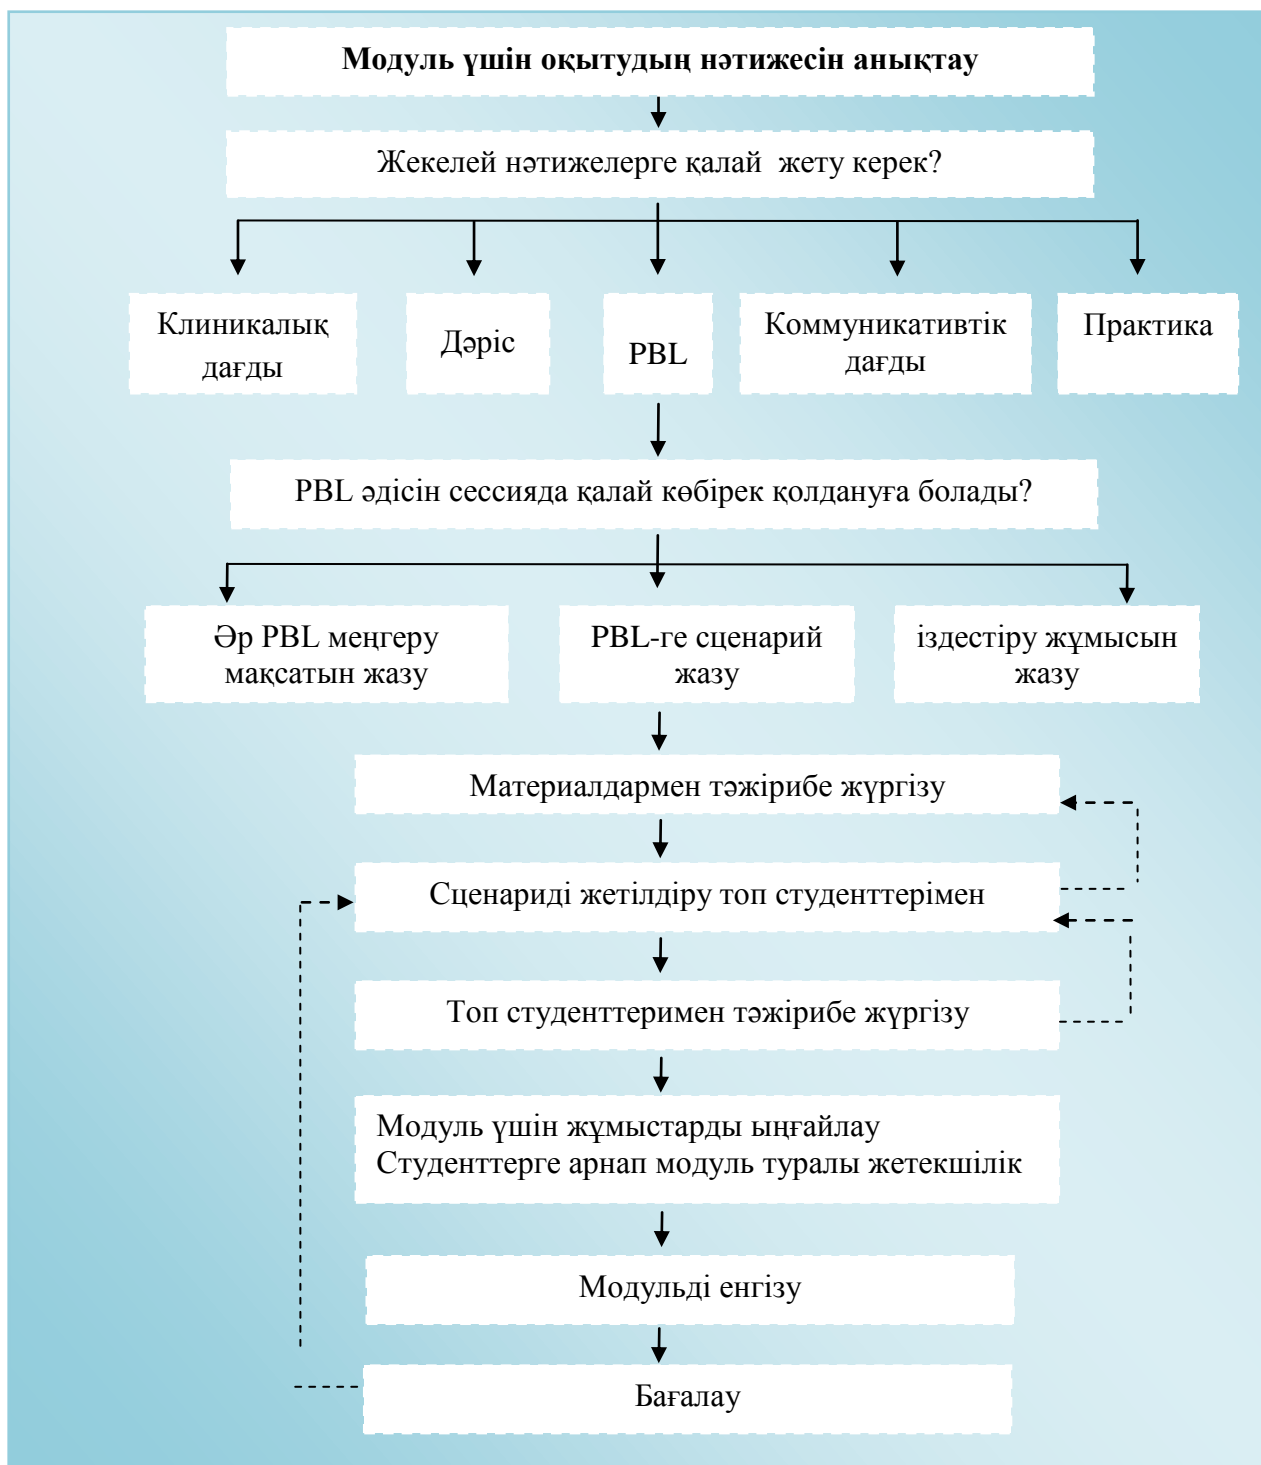 Модуль үшін оқытудың нәтижесін анықтау
Жекелей нәтижелерге қалай жету керек?
Клиникалық
дағды
Дәріс
PBL
Коммуникативтік
дағды
Практика
PBL әдісін сессияда қалай көбірек қолдануға болады?
Әр PBL меңгеру
мақсатын жазу
PBL-ге сценарий
жазу
іздестіру жұмысын
жазу
Материалдармен тәжірибе жүргізу
Сценариді жетілдіру топ студенттерімен
Топ студенттеримен тәжірибе жүргізу
Модуль үшін жұмыстарды ыңғайлау
Студенттерге арнап модуль туралы жетекшілік
Модульді енгізу
Бағалау